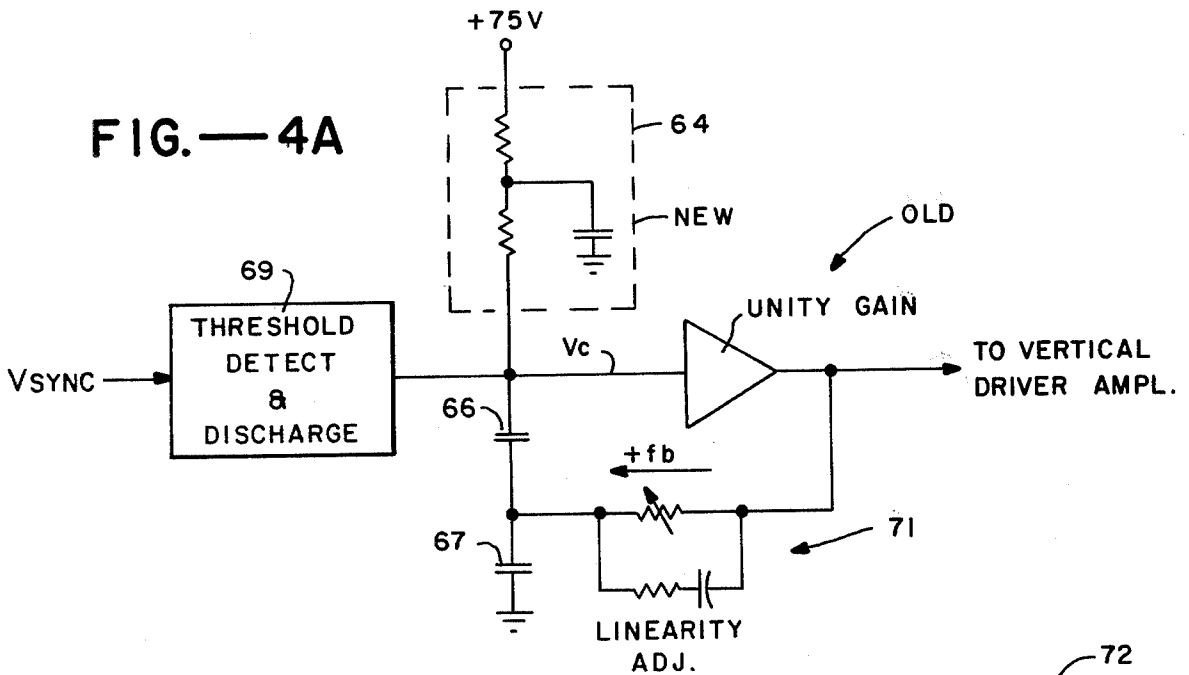 +75V
FIG.—4A
64
NEW
OLD
69
UNITY GAIN
THRESHOLD
DETECT
&
DISCHARGE
VSYNC
Vc
TO VERTICAL
DRIVER AMPL.
66
+fb
67
71
LINEARITY
ADJ.
72